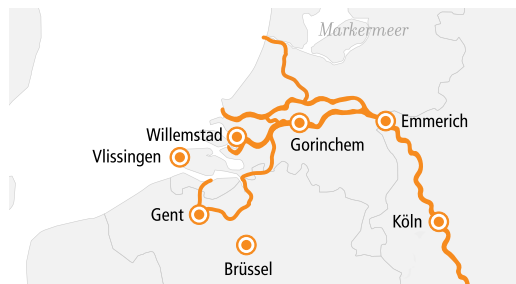 Markermeer
Emmerich
Willemstad
Gorinchem
Vlissingen
Gent
Köln
Brüssel